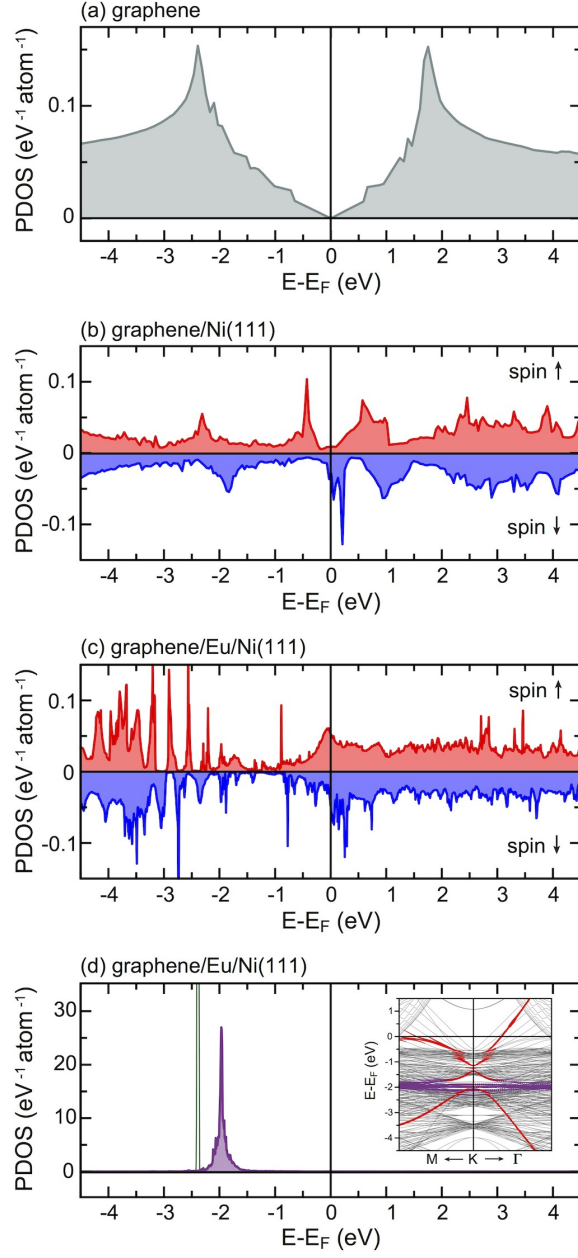 (a) graphene
PDOS (eV⁻¹ atom⁻¹)
0.1
0
-4 -3 -2 -1 0 1 2 3 4
E-E_F (eV)
(b) graphene/Ni(111)
PDOS (eV⁻¹ atom⁻¹)
0.1
0
-0.1
spin ↑
spin ↓
-4 -3 -2 -1 0 1 2 3 4
E-E_F (eV)
(c) graphene/Eu/Ni(111)
PDOS (eV⁻¹ atom⁻¹)
0.1
0
-0.1
spin ↑
spin ↓
-4 -3 -2 -1 0 1 2 3 4
E-E_F (eV)
(d) graphene/Eu/Ni(111)
PDOS (eV⁻¹ atom⁻¹)
30
20
10
0
E-E_F (eV)
1
0
-1
-2
-3
-4
M ← K → Γ
-4 -3 -2 -1 0 1 2 3 4
E-E_F (eV)